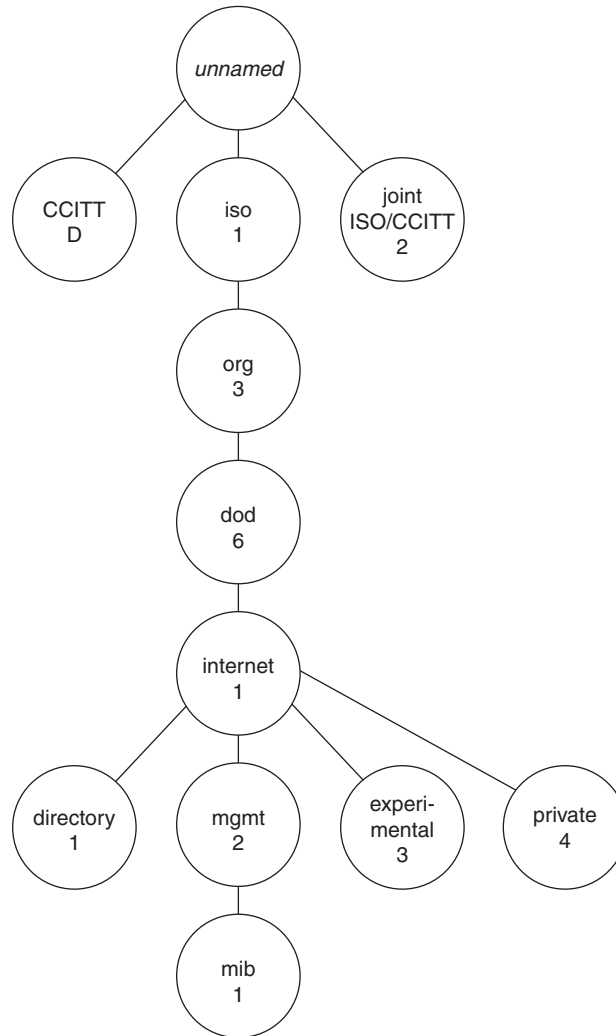 unnamed
CCITT
D
iso
1
joint
ISO/CCITT
2
org
3
dod
6
internet
1
directory
1
mgmt
2
experi-
mental
3
private
4
mib
1